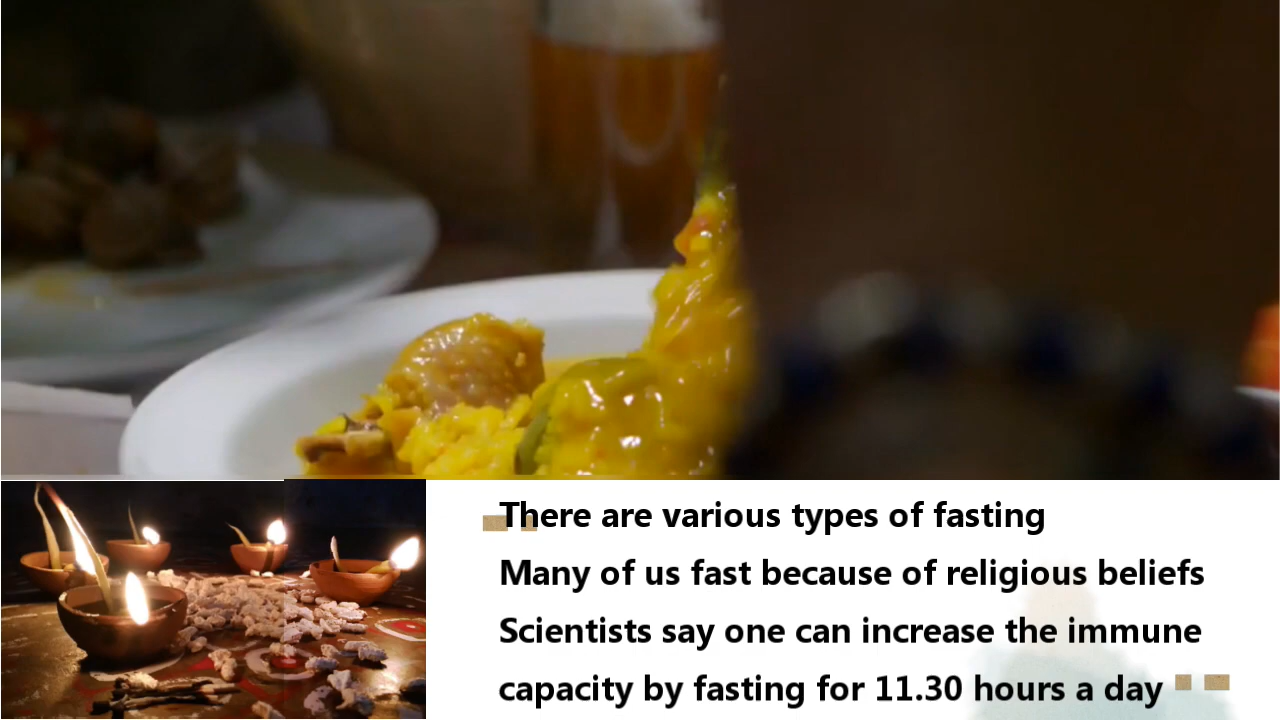 There are various types of fasting
Many of us fast because of religious beliefs
Scientists say one can increase the immune
capacity by fasting for 11.30 hours a day